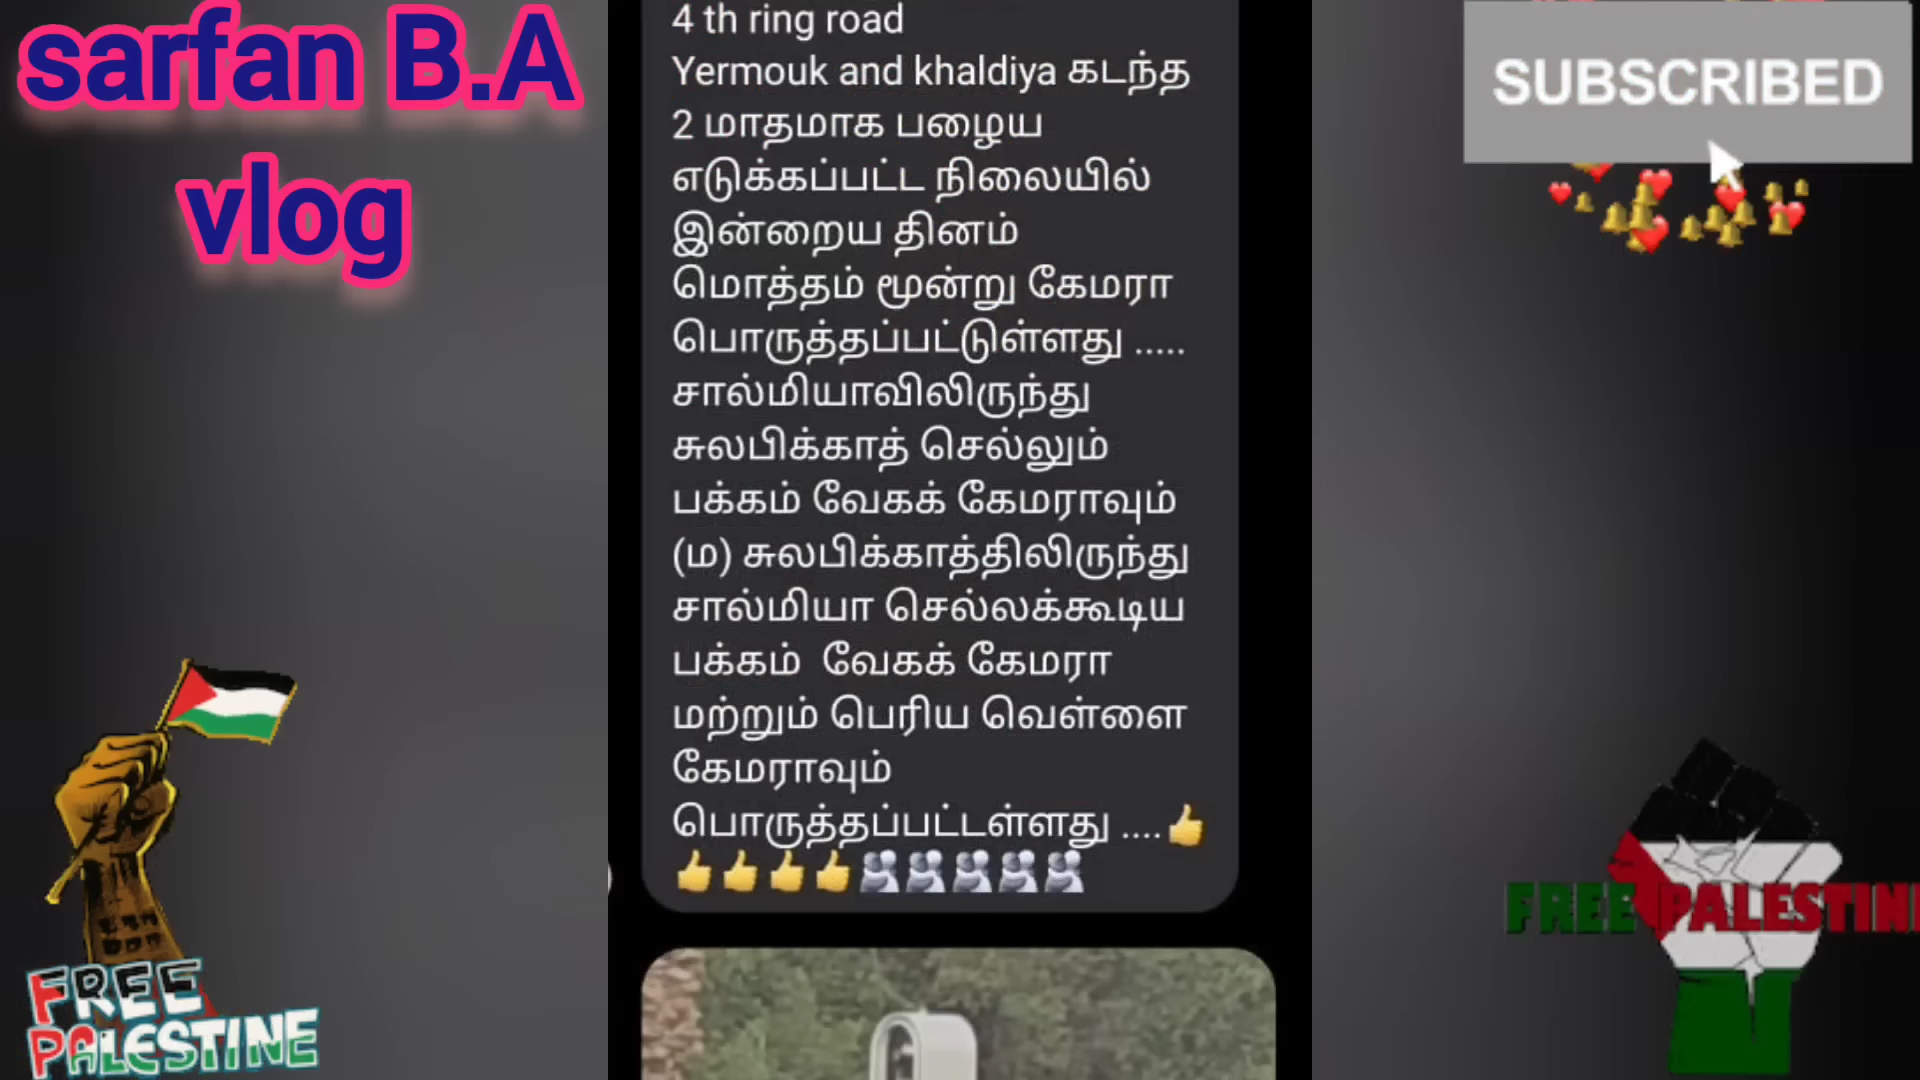 sarfan B.A
vlog
4 th ring road
Yermouk and khaldiya கடந்த
2 மாதமாக பழைய
எடுக்கப்பட்ட நிலையில்
இன்றைய தினம்
மொத்தம் மூன்று கேமரா
பொருத்தப்பட்டுள்ளது .....
சால்மியாவிலிருந்து
சுலபிக்காத் செல்லும்
பக்கம் வேகக் கேமராவும்
(ம) சுலபிக்காத்திலிருந்து
சால்மியா செல்லக்கூடிய
பக்கம் வேகக் கேமரா
மற்றும் பெரிய வெள்ளை
கேமராவும்
பொருத்தப்பட்டள்ளது ....👍
👍👍👍👍🫂🫂🫂🫂🫂
SUBSCRIBED
FREE
PALESTINE
FREE PALESTIN